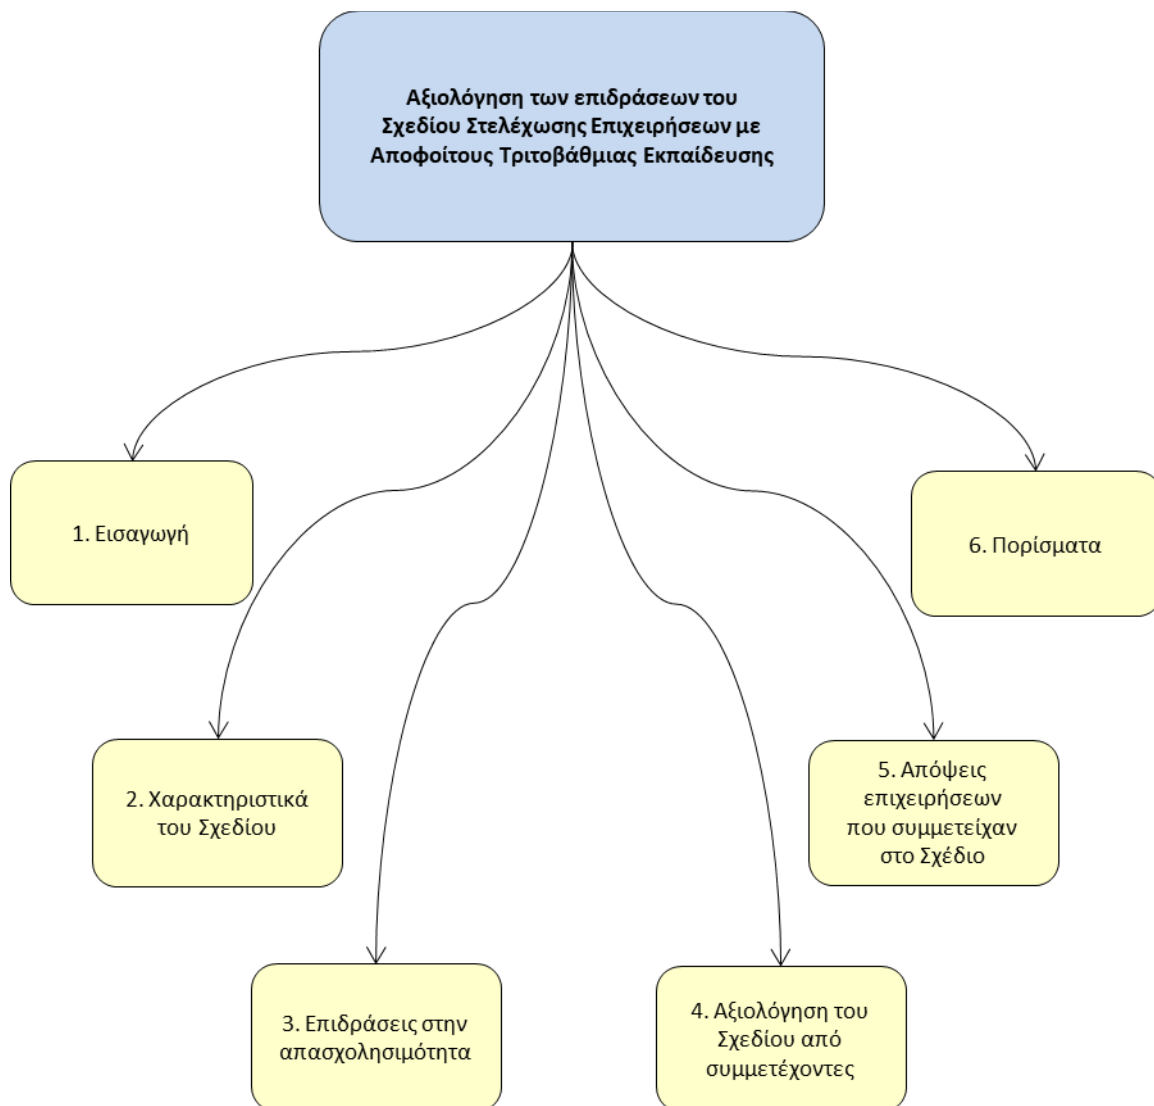 Αξιολόγηση των επιδράσεων του
Σχεδίου Στελέχωσης Επιχειρήσεων με
Αποφοίτους Τριτοβάθμιας Εκπαίδευσης
1. Εισαγωγή
2. Χαρακτηριστικά
του Σχεδίου
3. Επιδράσεις στην
απασχολησιμότητα
4. Αξιολόγηση του
Σχεδίου από
συμμετέχοντες
5. Απόψεις
επιχειρήσεων
που συμμετείχαν
στο Σχέδιο
6. Πορίσματα